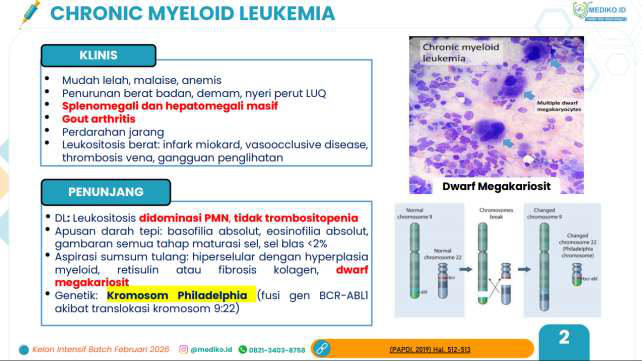 CHRONIC MYELOID LEUKEMIA
MEDIKO.ID
KLINIS
• Mudah lelah, malaise, anemis
• Penurunan berat badan, demam, nyeri perut LUQ
• Splenomegali dan hepatomegali masif
• Gout arthritis
• Perdarahan jarang
• Leukositosis berat: infark miokard, vasoocclusive disease,
thrombosis vena, gangguan penglihatan
PENUNJANG
• DL: Leukositosis didominasi PMN, tidak trombositopenia
• Apusan darah tepi: basofilia absolut, eosinofilia absolut,
gambaran semua tahap maturasi sel, sel blas <2%
• Aspirasi sumsum tulang: hiperselular dengan hyperplasia
myeloid, retisulin atau fibrosis kolagen, dwarf
megakariosit
• Genetik: Kromosom Philadelphia (fusi gen BCR-ABL1
akibat translokasi kromosom 9:22)
Chronic myeloid
leukemia
Multiple dwarf
megakaryocytes
Dwarf Megakariosit
Normal
chromosome 9
Chromosomes
break
Changed
chromosome 9
Normal
chromosome 22
Changed
chromosome 22
(Philadelphia
chromosome)
bcr
abl
bcr-abl
Kelon Intensif Batch Februari 2026
@mediko.id
0821-3403-8758
(PAPDI, 2019) Hal. 512-513
2